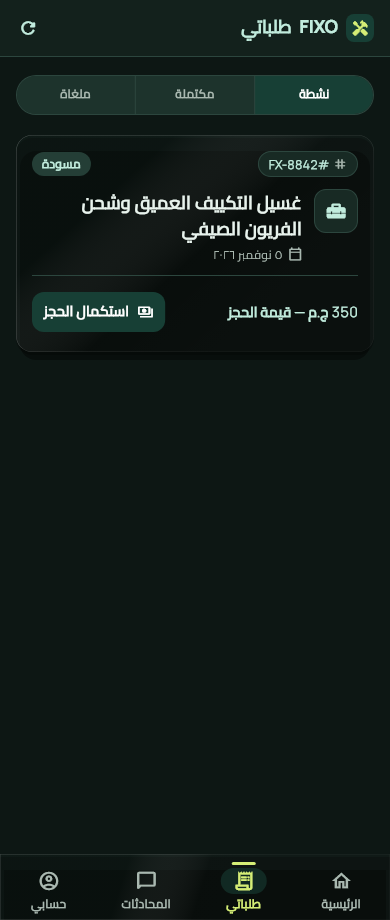 FIXO طلباتي
نشطة
مكتملة
ملغاة
# FX-8842#
مسودة
غسيل التكييف العميق وشحن
الفريون الصيفي
٥ نوفمبر ٢٠٢٦
350 ج.م — قيمة الحجز
استكمال الحجز
الرئيسية
طلباتي
المحادثات
حسابي